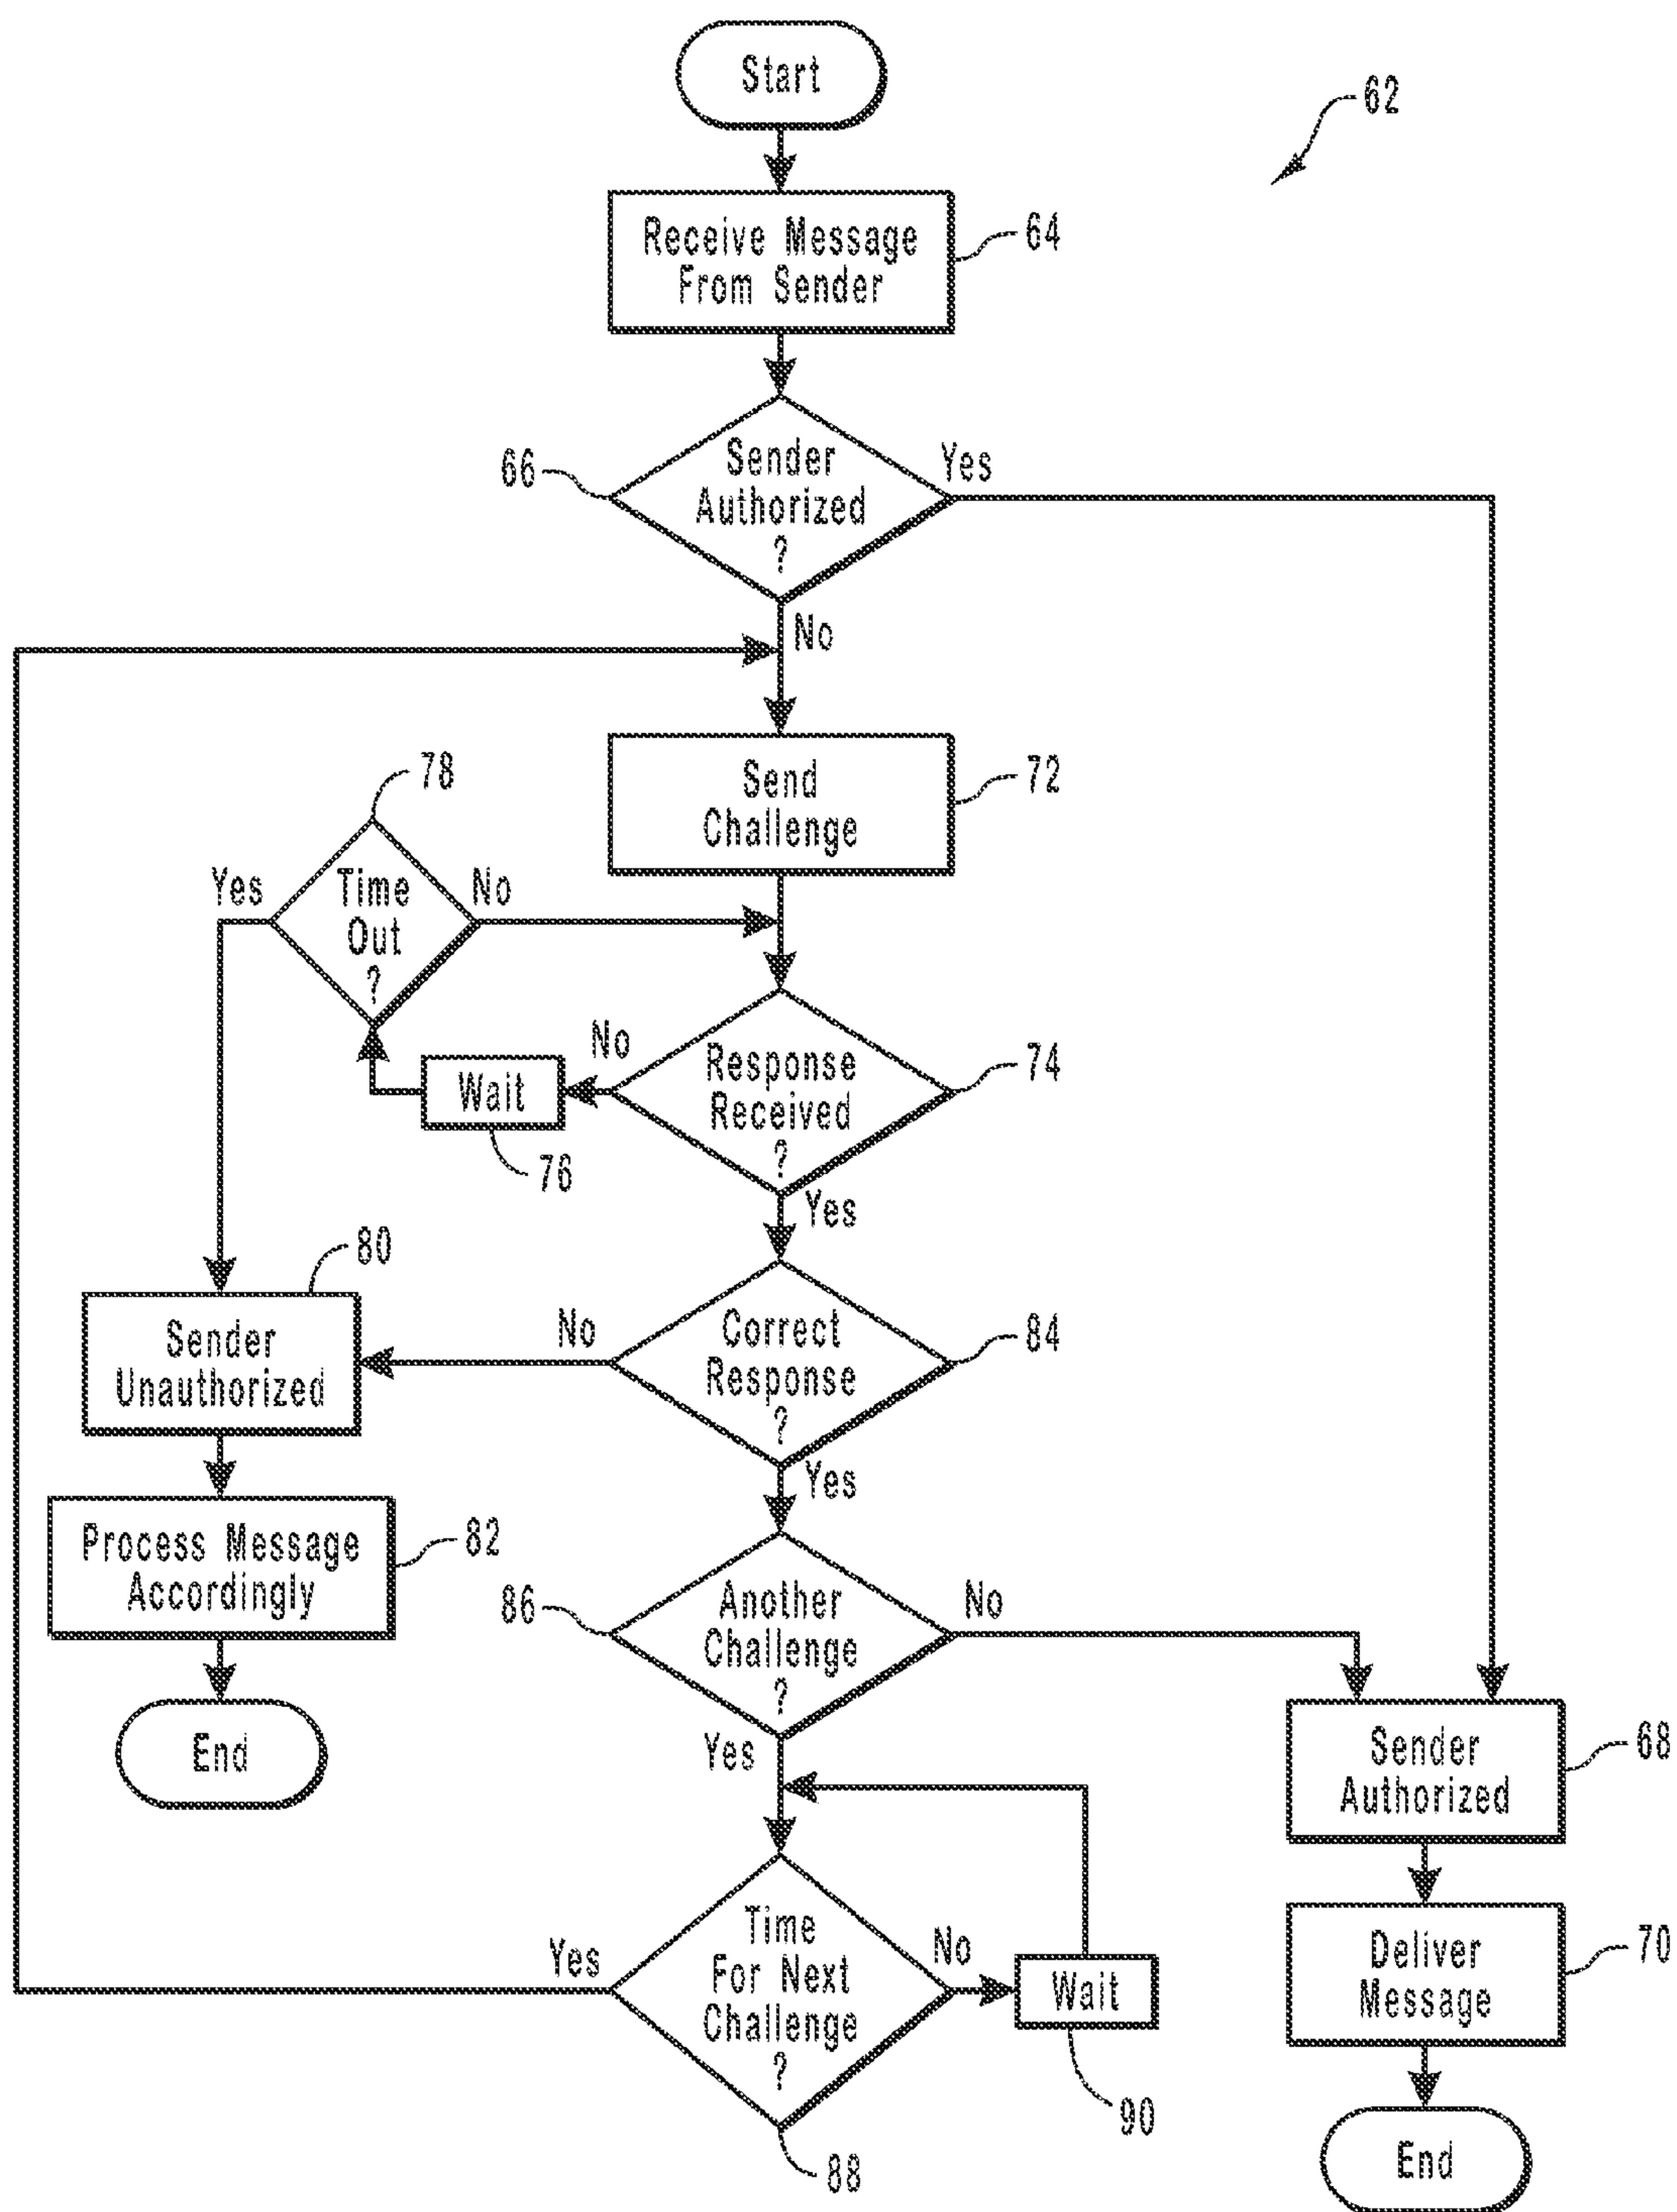 Start
62
Receive Message
From Sender
64
66
Sender
Authorized
?
Yes
No
Send
Challenge
72
78
Yes
Time
Out
?
No
Response
Received
?
74
No
Wait
76
Yes
80
Sender
Unauthorized
No
Correct
Response
?
84
Yes
Process Message
Accordingly
82
86
Another
Challenge
?
No
Yes
End
Sender
Authorized
68
Yes
Time
For Next
Challenge
?
No
Wait
90
88
Deliver
Message
70
End